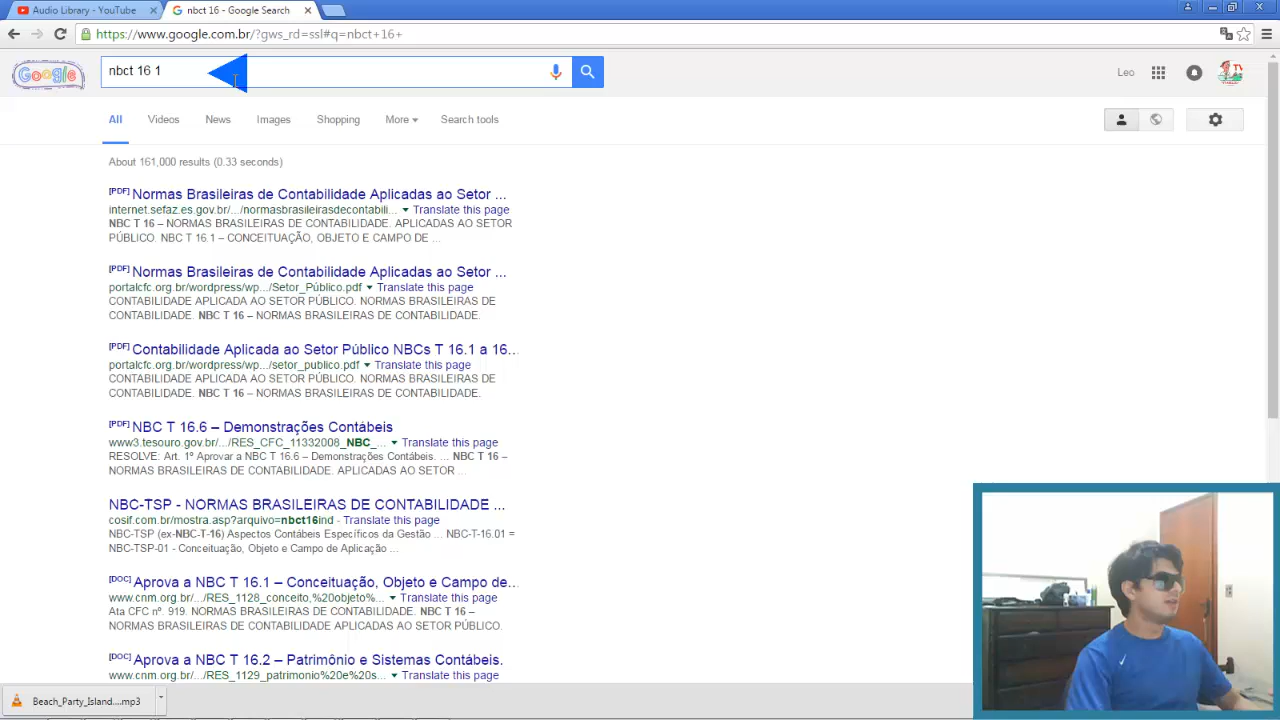 Audio Library - YouTube
nbct 16 - Google Search
https://www.google.com.br/?gws_rd=ssl#q=nbct+16+
Google
nbct 16 1
Leo
TV
All
Videos
News
Images
Shopping
More
Search tools
About 161,000 results (0.33 seconds)
[PDF] Normas Brasileiras de Contabilidade Aplicadas ao Setor ...
internet.sefaz.es.gov.br/.../normasbrasileirasdecontabili... Translate this page
NBC T 16 – NORMAS BRASILEIRAS DE CONTABILIDADE. APLICADAS AO SETOR
PÚBLICO. NBC T 16.1 – CONCEITUAÇÃO, OBJETO E CAMPO DE ...
[PDF] Normas Brasileiras de Contabilidade Aplicadas ao Setor ...
portalcfc.org.br/wordpress/wp.../Setor_Público.pdf Translate this page
CONTABILIDADE APLICADA AO SETOR PÚBLICO. NORMAS BRASILEIRAS DE
CONTABILIDADE. NBC T 16 – NORMAS BRASILEIRAS DE CONTABILIDADE.
[PDF] Contabilidade Aplicada ao Setor Público NBCs T 16.1 a 16...
portalcfc.org.br/wordpress/wp.../setor_publico.pdf Translate this page
CONTABILIDADE APLICADA AO SETOR PÚBLICO. NORMAS BRASILEIRAS DE
CONTABILIDADE. NBC T 16 – NORMAS BRASILEIRAS DE CONTABILIDADE.
[PDF] NBC T 16.6 – Demonstrações Contábeis
www3.tesouro.gov.br/.../RES_CFC_11332008_NBC_... Translate this page
RESOLVE: Art. 1º Aprovar a NBC T 16.6 – Demonstrações Contábeis. ... NBC T 16 –
NORMAS BRASILEIRAS DE CONTABILIDADE. APLICADAS AO SETOR ...
NBC-TSP - NORMAS BRASILEIRAS DE CONTABILIDADE ...
cosif.com.br/mostra.asp?arquivo=nbct16ind - Translate this page
NBC-TSP (ex-NBC-T-16) Aspectos Contábeis Específicos da Gestão ... NBC-T-16.01 =
NBC-TSP-01 - Conceituação, Objeto e Campo de Aplicação ...
[DOC] Aprova a NBC T 16.1 – Conceituação, Objeto e Campo de...
www.cnm.org.br/.../RES_1128_conceito,%20objeto%... Translate this page
Ata CFC nº. 919. NORMAS BRASILEIRAS DE CONTABILIDADE. NBC T 16 –
NORMAS BRASILEIRAS DE CONTABILIDADE APLICADAS AO SETOR PÚBLICO.
[DOC] Aprova a NBC T 16.2 – Patrimônio e Sistemas Contábeis.
www.cnm.org.br/.../RES_1129_patrimonio%20e%20s... Translate this page
Beach_Party_Island....mp3